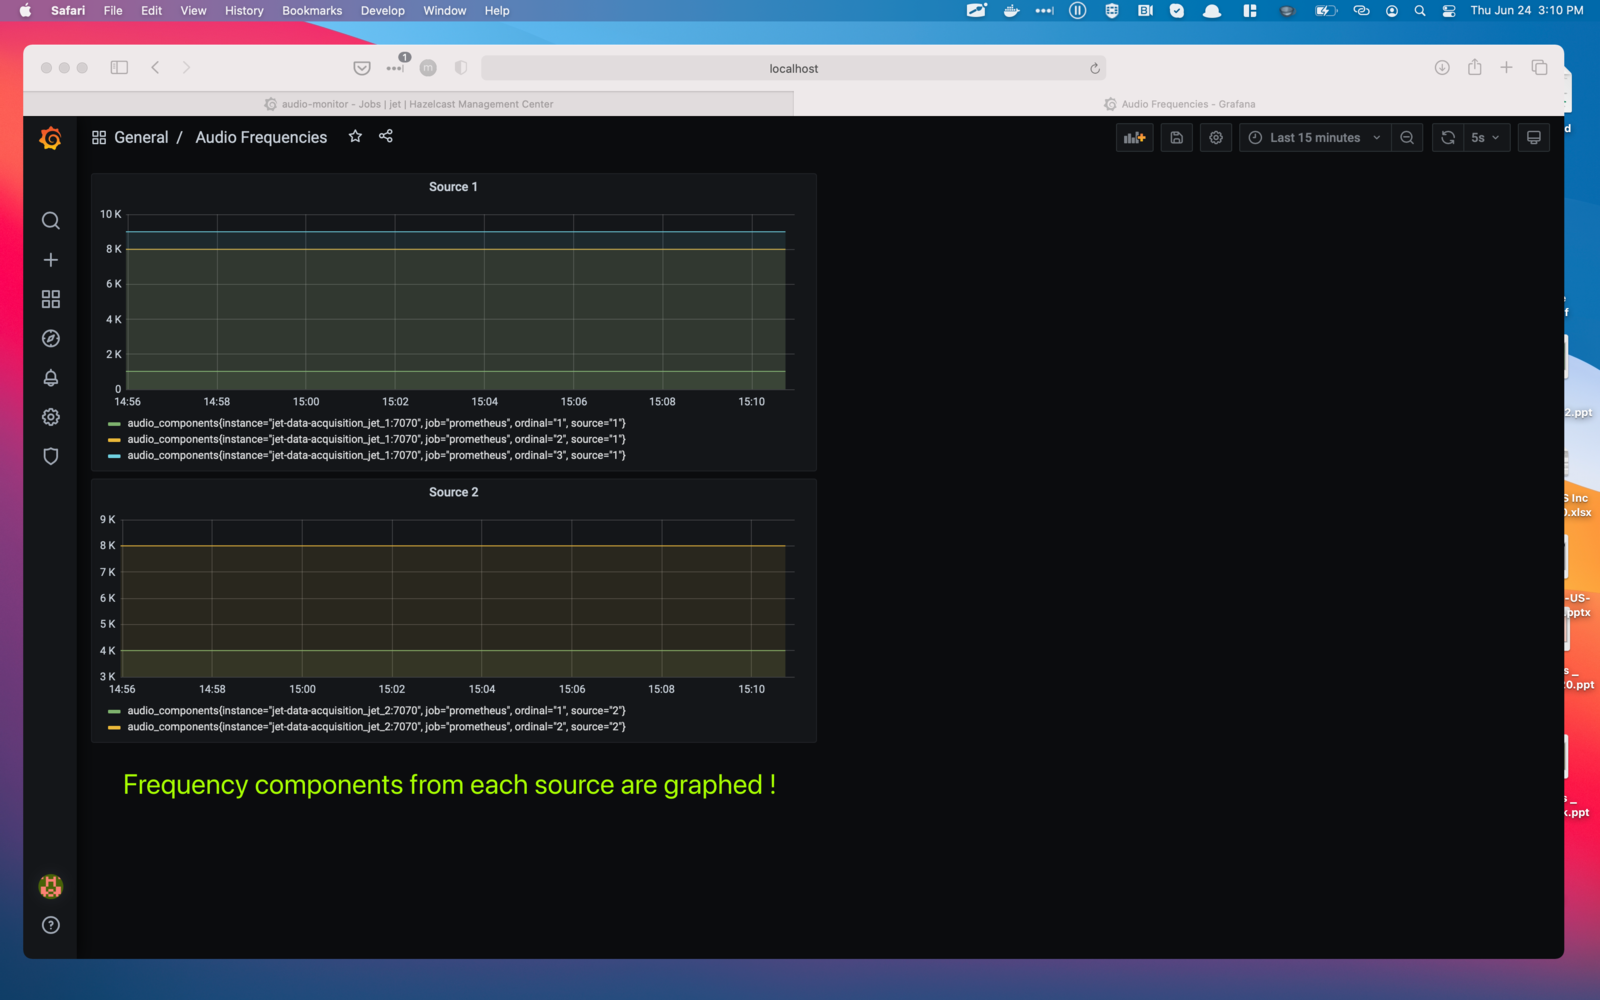 Safari File Edit View History Bookmarks Develop Window Help
Thu Jun 24 3:10 PM
1
m
localhost
audio-monitor - Jobs | jet | Hazelcast Management Center
Audio Frequencies - Grafana
General / Audio Frequencies
Last 15 minutes
5s
Source 1
10 K
8 K
6 K
4 K
2 K
0
14:56 14:58 15:00 15:02 15:04 15:06 15:08 15:10
audio_components{instance="jet-data-acquisition_jet_1:7070", job="prometheus", ordinal="1", source="1"}
audio_components{instance="jet-data-acquisition_jet_1:7070", job="prometheus", ordinal="2", source="1"}
audio_components{instance="jet-data-acquisition_jet_1:7070", job="prometheus", ordinal="3", source="1"}
Source 2
9 K
8 K
7 K
6 K
5 K
4 K
3 K
14:56 14:58 15:00 15:02 15:04 15:06 15:08 15:10
audio_components{instance="jet-data-acquisition_jet_2:7070", job="prometheus", ordinal="1", source="2"}
audio_components{instance="jet-data-acquisition_jet_2:7070", job="prometheus", ordinal="2", source="2"}
Frequency components from each source are graphed !
d
f
2.ppt
S Inc
).xlsx
-US-
pptx
s _
0.ppt
s _
k.ppt